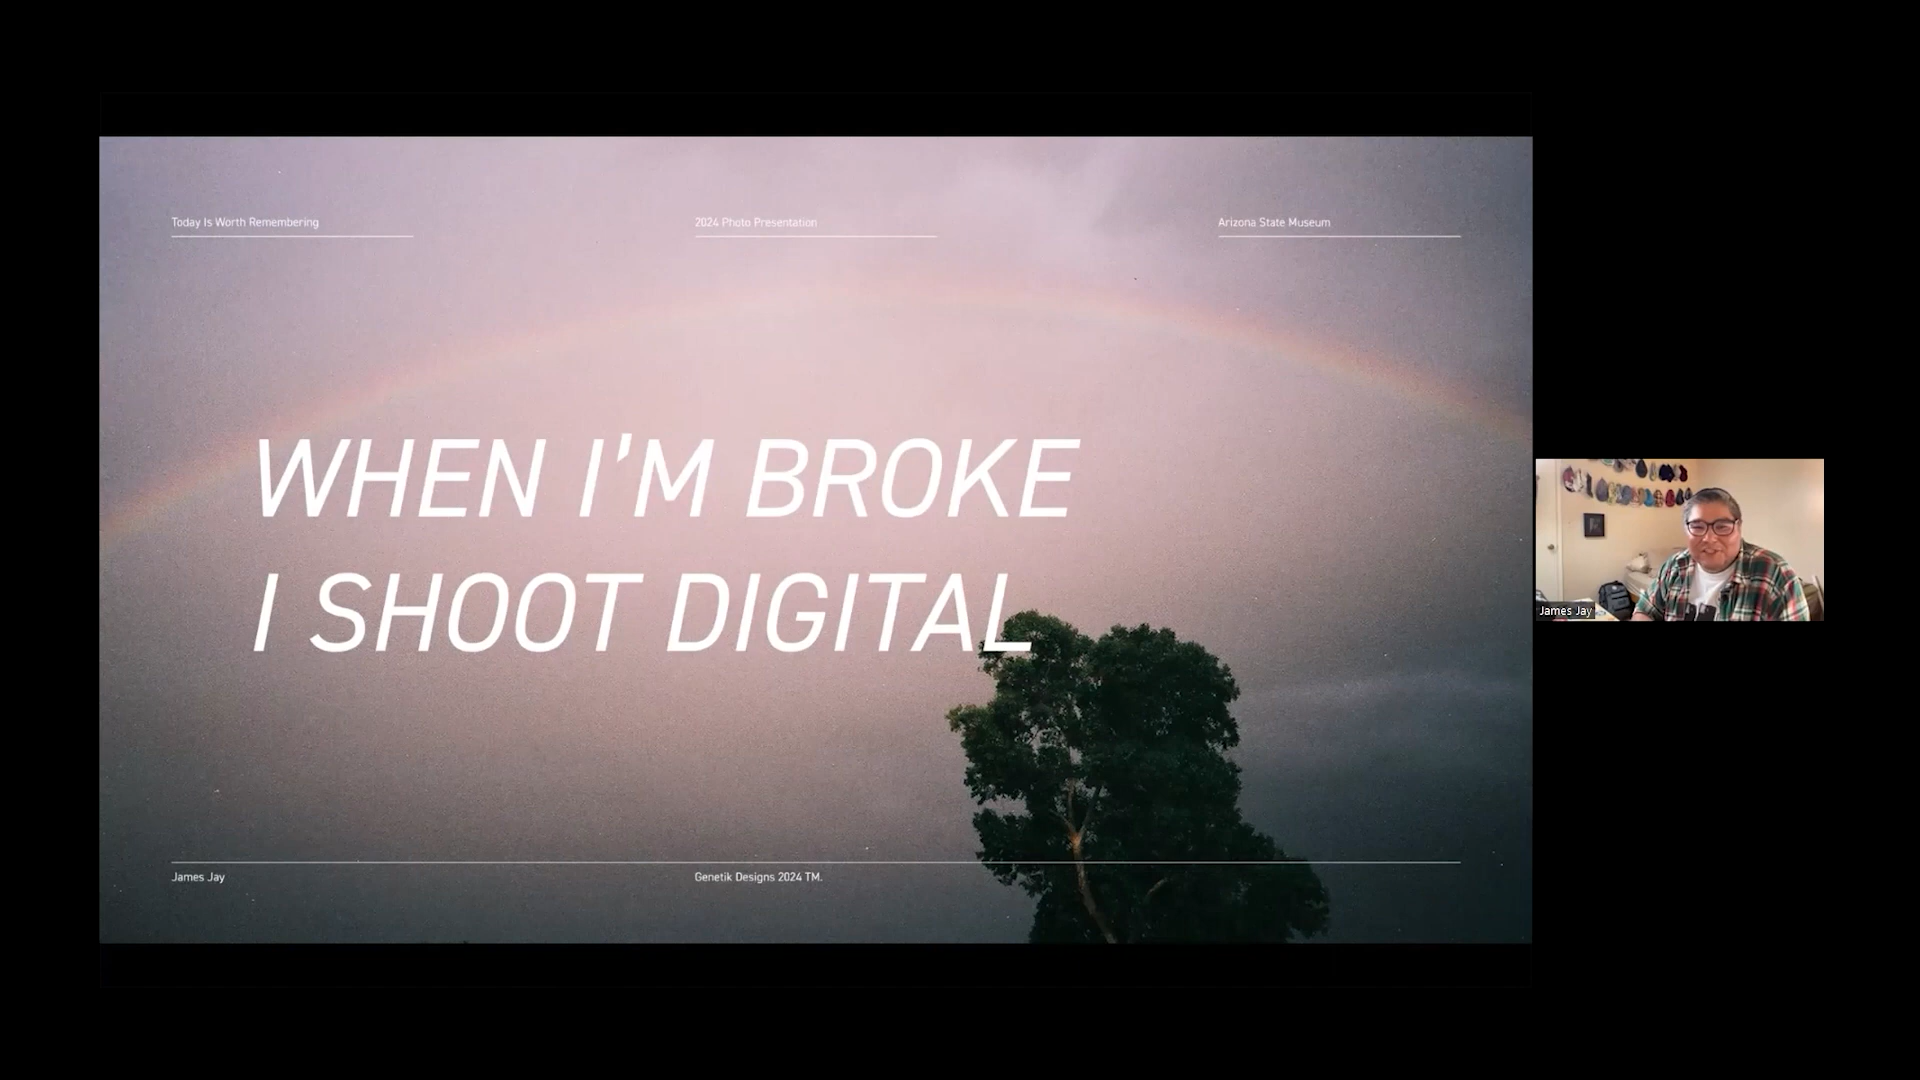 Today Is Worth Remembering
2024 Photo Presentation
Arizona State Museum
WHEN I'M BROKE
I SHOOT DIGITAL
James Jay
Genetik Designs 2024 TM.
James Jay